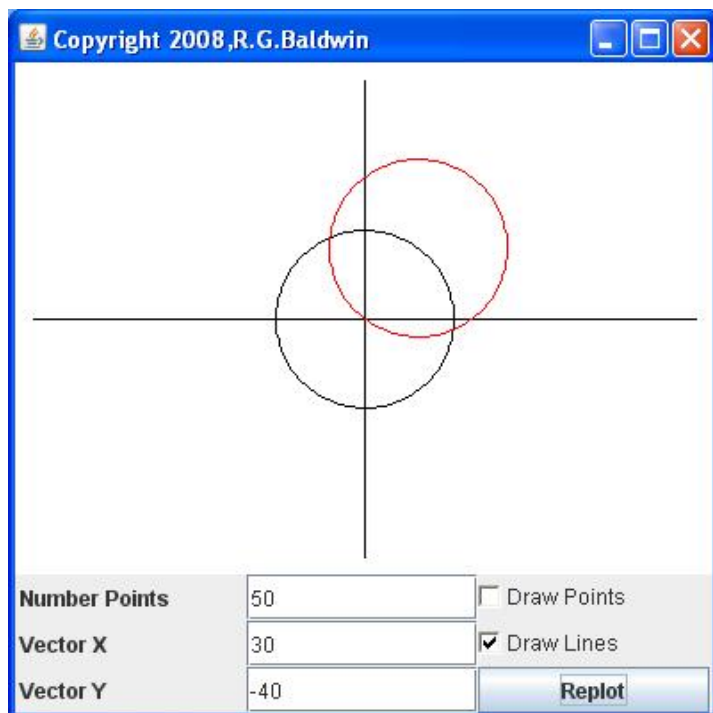 Copyright 2008,R.G.Baldwin
Number Points 50 Draw Points
Vector X 30 Draw Lines
Vector Y -40 Replot